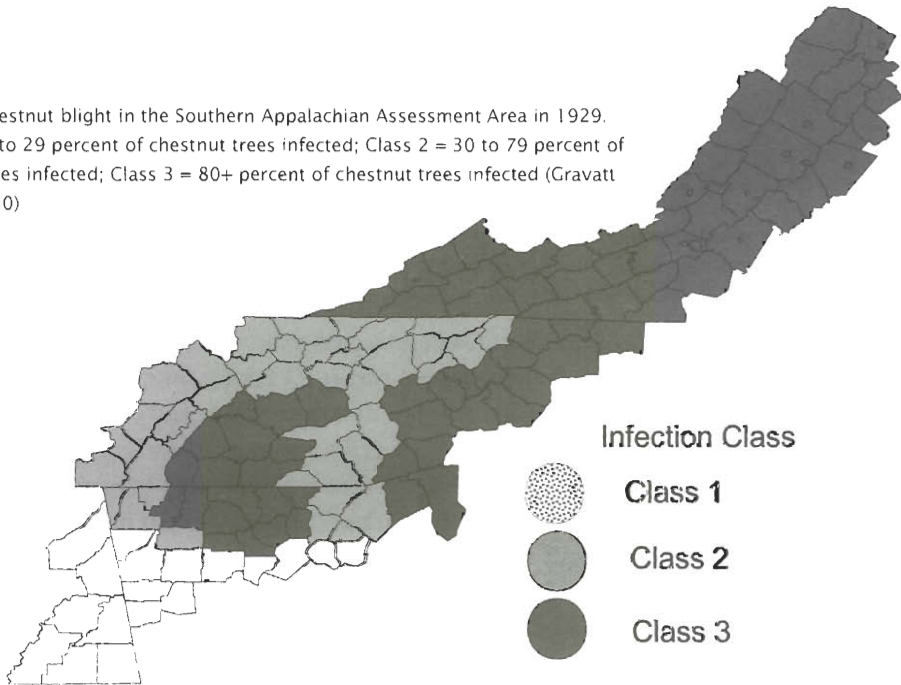 estnut blight in the Southern Appalachian Assessment Area in 1929.
to 29 percent of chestnut trees infected; Class 2 = 30 to 79 percent of
es infected; Class 3 = 80+ percent of chestnut trees infected (Gravatt
0)
Infection Class
Class 1
Class 2
Class 3